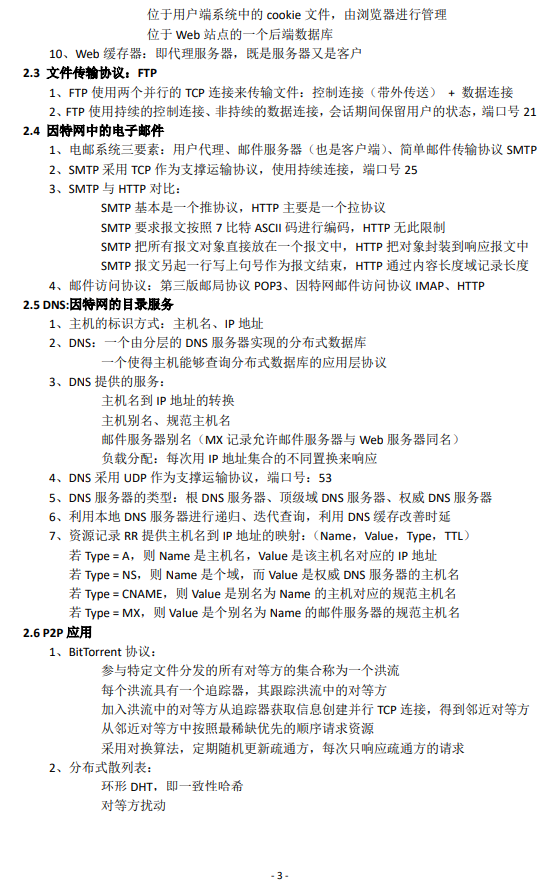 位于用户端系统中的 cookie 文件，由浏览器进行管理
位于 Web 站点的一个后端数据库
10、Web 缓存器：即代理服务器，既是服务器又是客户
2.3 文件传输协议：FTP
1、FTP 使用两个并行的 TCP 连接来传输文件：控制连接（带外传送） + 数据连接
2、FTP 使用持续的控制连接、非持续的数据连接，会话期间保留用户的状态，端口号 21
2.4 因特网中的电子邮件
1、电邮系统三要素：用户代理、邮件服务器（也是客户端）、简单邮件传输协议 SMTP
2、SMTP 采用 TCP 作为支撑运输协议，使用持续连接，端口号 25
3、SMTP 与 HTTP 对比：
SMTP 基本是一个推协议，HTTP 主要是一个拉协议
SMTP 要求报文按照 7 比特 ASCII 码进行编码，HTTP 无此限制
SMTP 把所有报文对象直接放在一个报文中，HTTP 把对象封装到响应报文中
SMTP 报文另起一行写上句号作为报文结束，HTTP 通过内容长度域记录长度
4、邮件访问协议：第三版邮局协议 POP3、因特网邮件访问协议 IMAP、HTTP
2.5 DNS:因特网的目录服务
1、主机的标识方式：主机名、IP 地址
2、DNS：一个由分层的 DNS 服务器实现的分布式数据库
一个使得主机能够查询分布式数据库的应用层协议
3、DNS 提供的服务：
主机名到 IP 地址的转换
主机别名、规范主机名
邮件服务器别名（MX 记录允许邮件服务器与 Web 服务器同名）
负载分配：每次用 IP 地址集合的不同置换来响应
4、DNS 采用 UDP 作为支撑运输协议，端口号：53
5、DNS 服务器的类型：根 DNS 服务器、顶级域 DNS 服务器、权威 DNS 服务器
6、利用本地 DNS 服务器进行递归、迭代查询，利用 DNS 缓存改善时延
7、资源记录 RR 提供主机名到 IP 地址的映射：（Name，Value，Type，TTL）
若 Type = A，则 Name 是主机名，Value 是该主机名对应的 IP 地址
若 Type = NS，则 Name 是个域，而 Value 是权威 DNS 服务器的主机名
若 Type = CNAME，则 Value 是别名为 Name 的主机对应的规范主机名
若 Type = MX，则 Value 是个别名为 Name 的邮件服务器的规范主机名
2.6 P2P 应用
1、BitTorrent 协议：
参与特定文件分发的所有对等方的集合称为一个洪流
每个洪流具有一个追踪器，其跟踪洪流中的对等方
加入洪流中的对等方从追踪器获取信息创建并行 TCP 连接，得到邻近对等方
从邻近对等方中按照最稀缺优先的顺序请求资源
采用对换算法，定期随机更新疏通方，每次只响应疏通方的请求
2、分布式散列表：
环形 DHT，即一致性哈希
对等方扰动
- 3 -